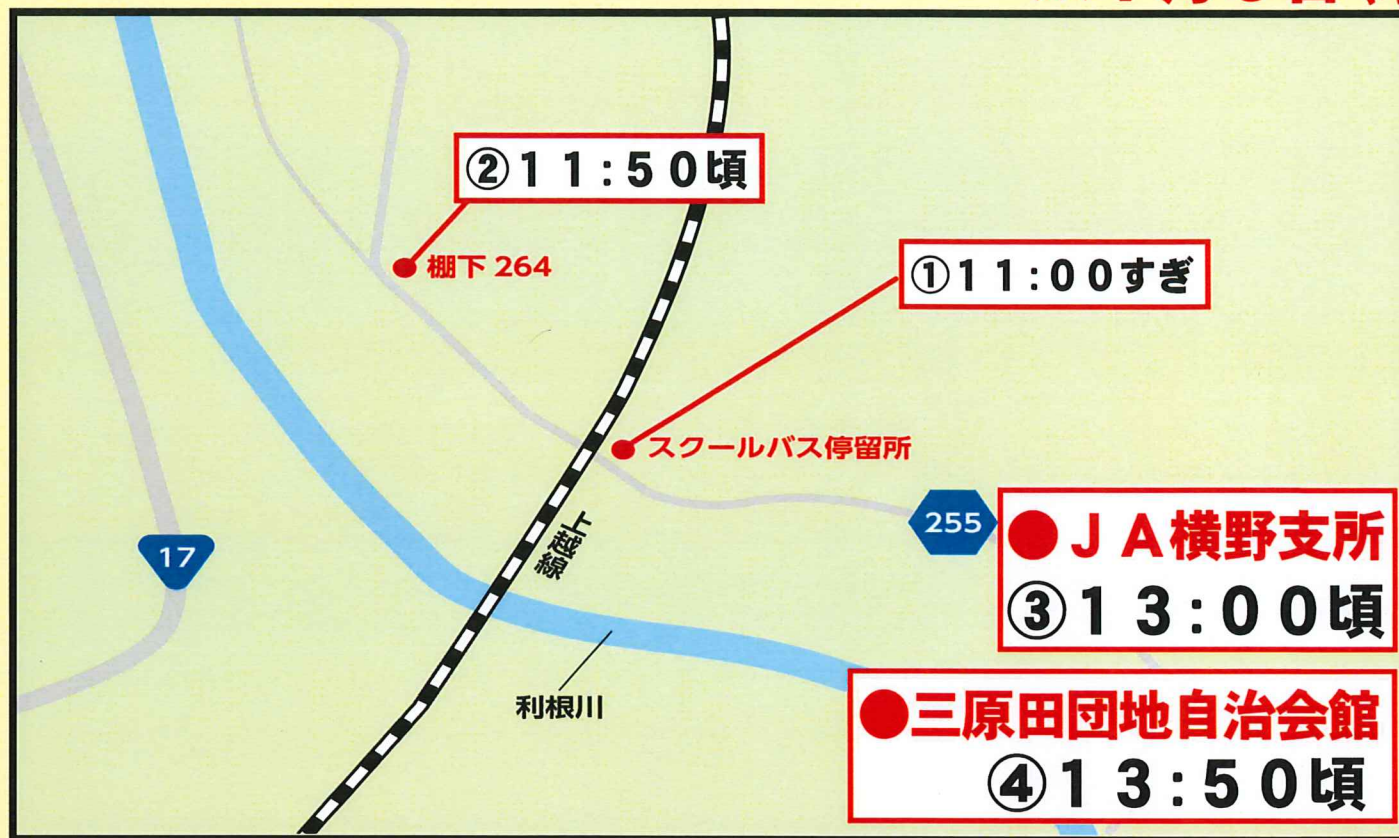 ②11:50頃
棚下 264
①11:00すぎ
スクールバス停留所
255
17
上越線
●JA横野支所
③13:00頃
利根川
●三原田団地自治会館
④13:50頃